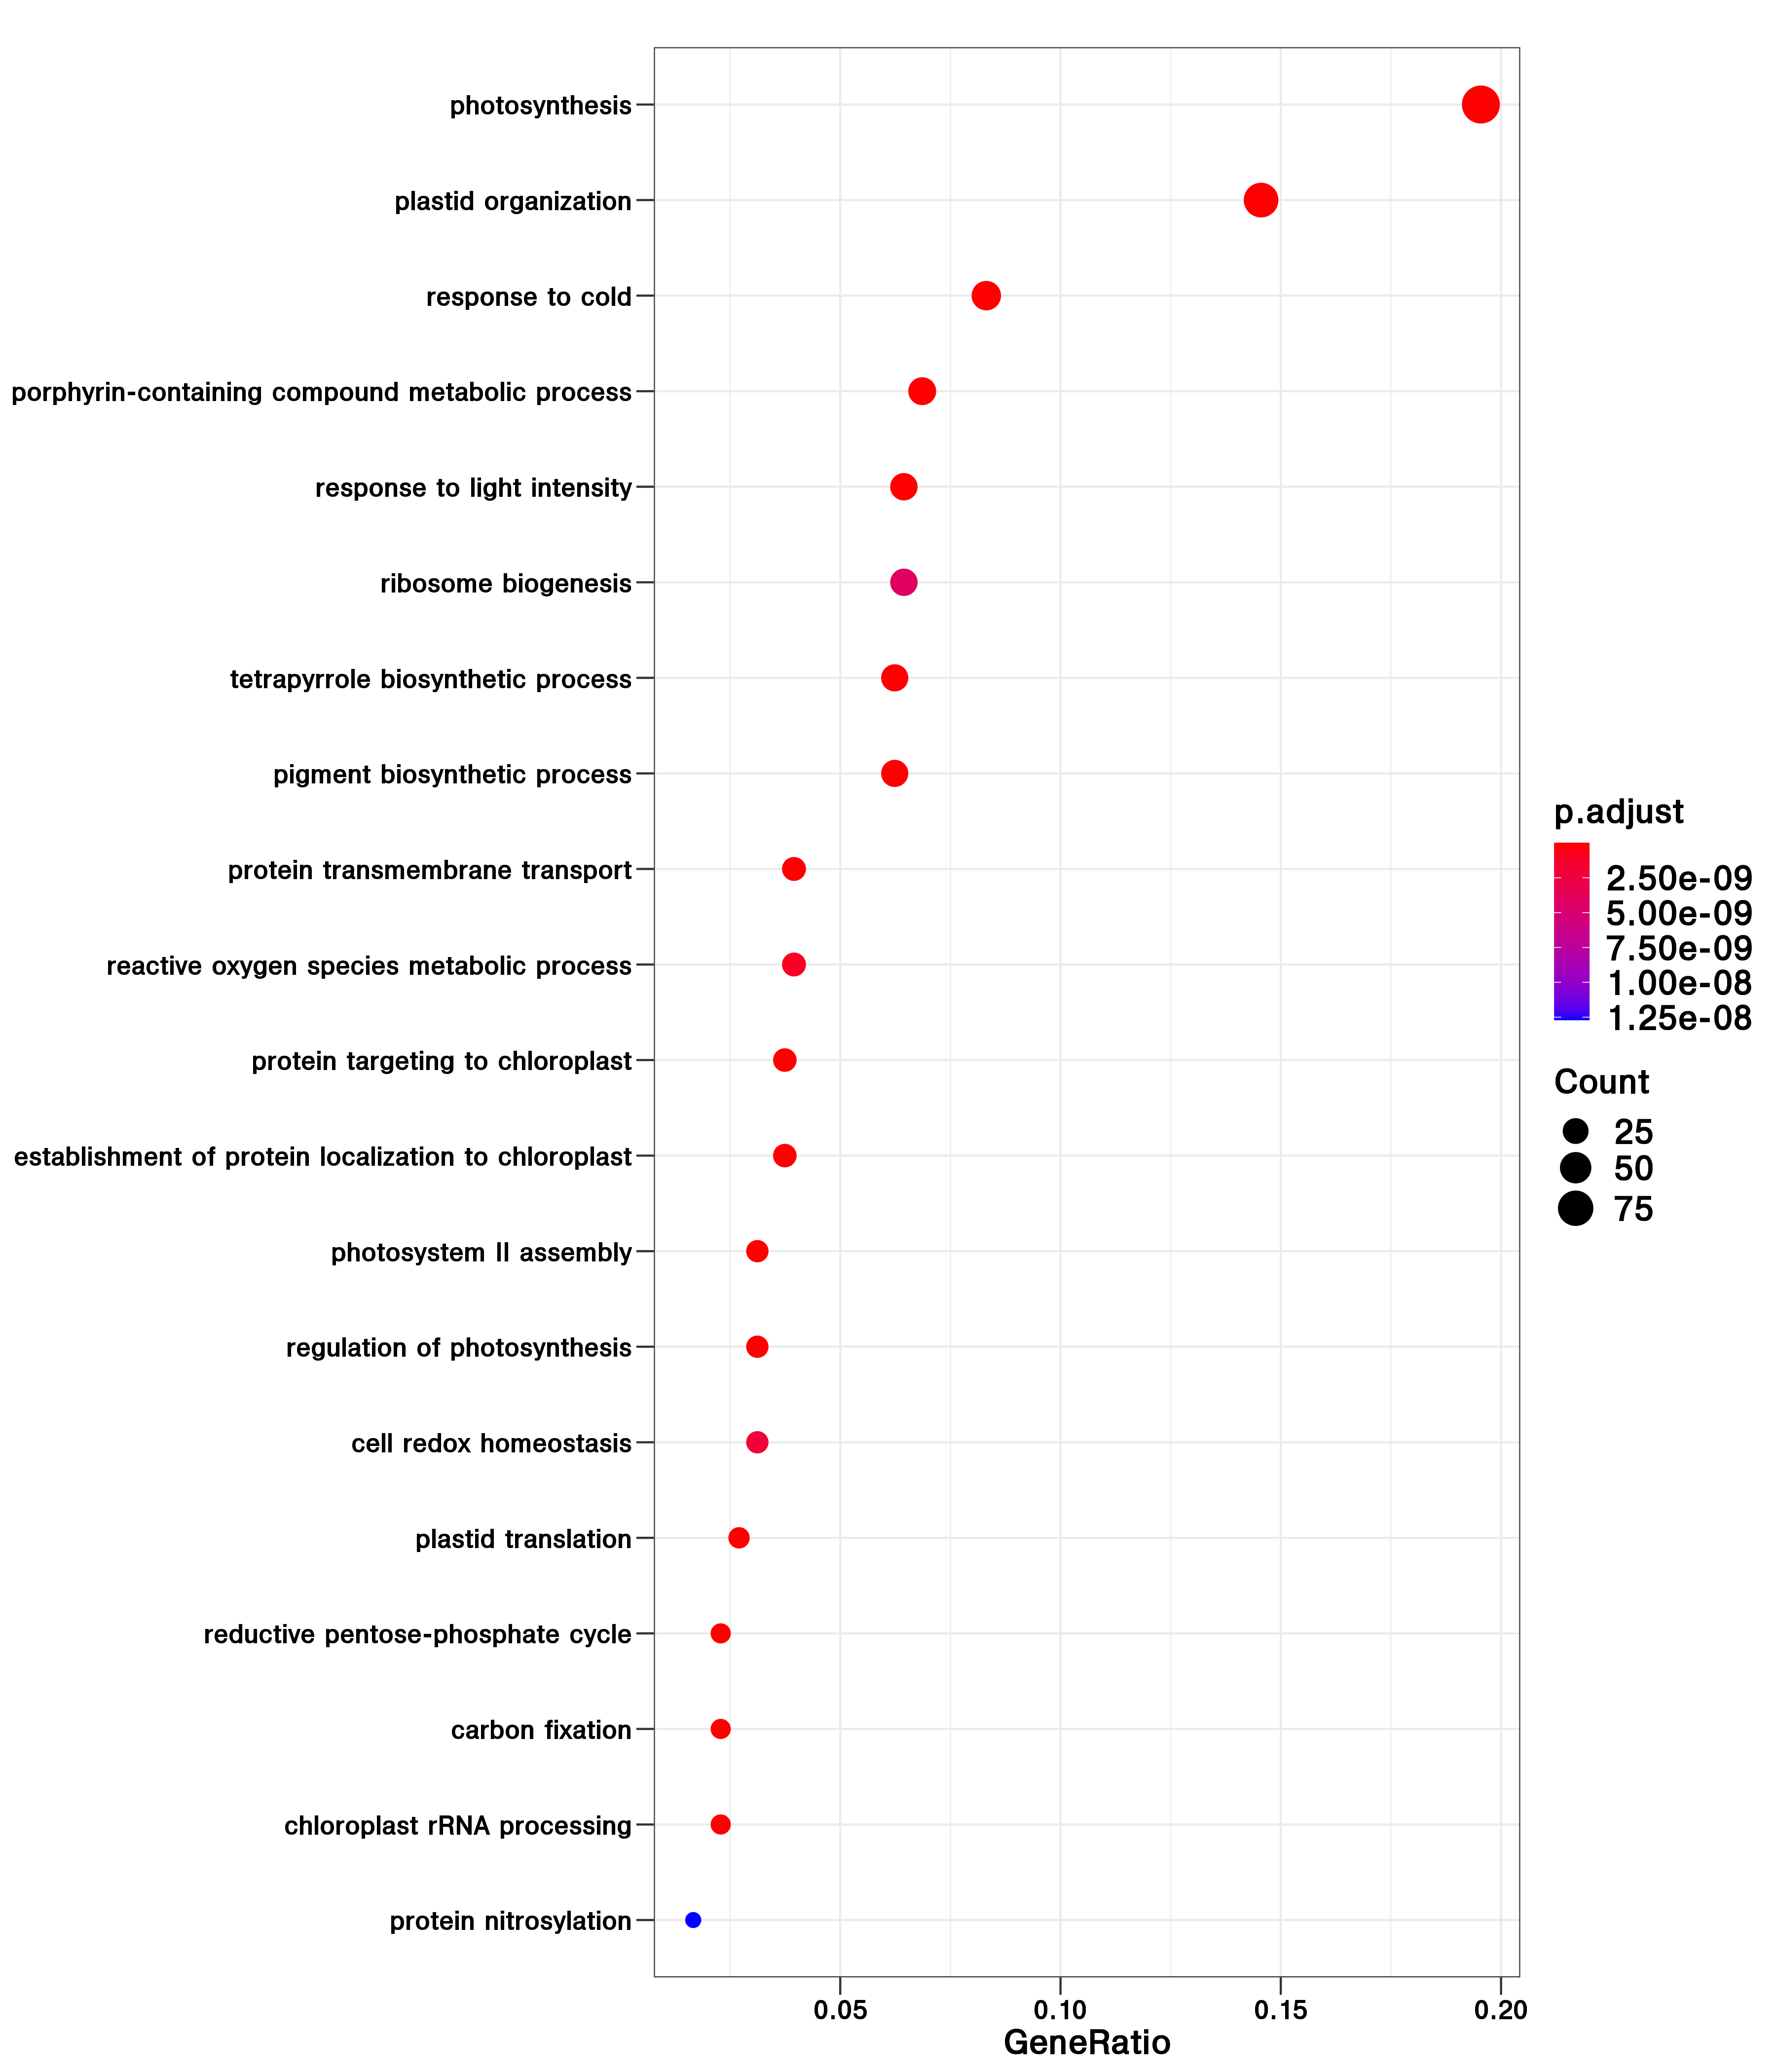 photosynthesis
plastid organization
response to cold
porphyrin-containing compound metabolic process
response to light intensity
ribosome biogenesis
tetrapyrrole biosynthetic process
pigment biosynthetic process
protein transmembrane transport
reactive oxygen species metabolic process
protein targeting to chloroplast
establishment of protein localization to chloroplast
photosystem II assembly
regulation of photosynthesis
cell redox homeostasis
plastid translation
reductive pentose-phosphate cycle
carbon fixation
chloroplast rRNA processing
protein nitrosylation
0.05 0.10 0.15 0.20
GeneRatio
p.adjust
2.50e-09
5.00e-09
7.50e-09
1.00e-08
1.25e-08
Count
25
50
75